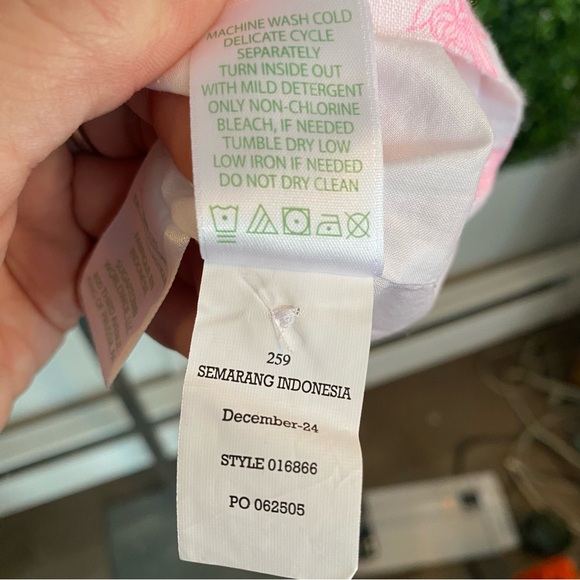 MACHINE WASH COLD
DELICATE CYCLE
SEPARATELY
TURN INSIDE OUT
WITH MILD DETERGENT
ONLY NON-CHLORINE
BLEACH, IF NEEDED
TUMBLE DRY LOW
LOW IRON IF NEEDED
DO NOT DRY CLEAN
259
SEMARANG INDONESIA
December-24
STYLE 016866
PO 062505